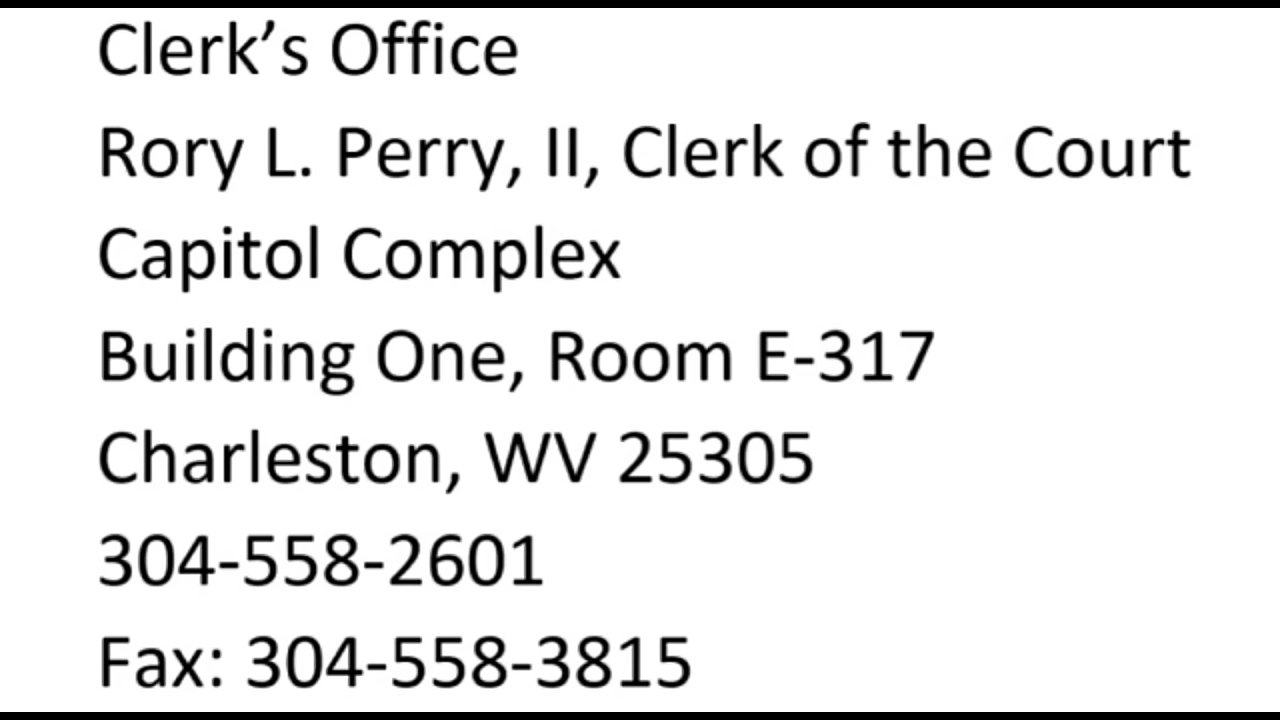 Clerk’s Office
Rory L. Perry, II, Clerk of the Court
Capitol Complex
Building One, Room E-317
Charleston, WV 25305
304-558-2601
Fax: 304-558-3815